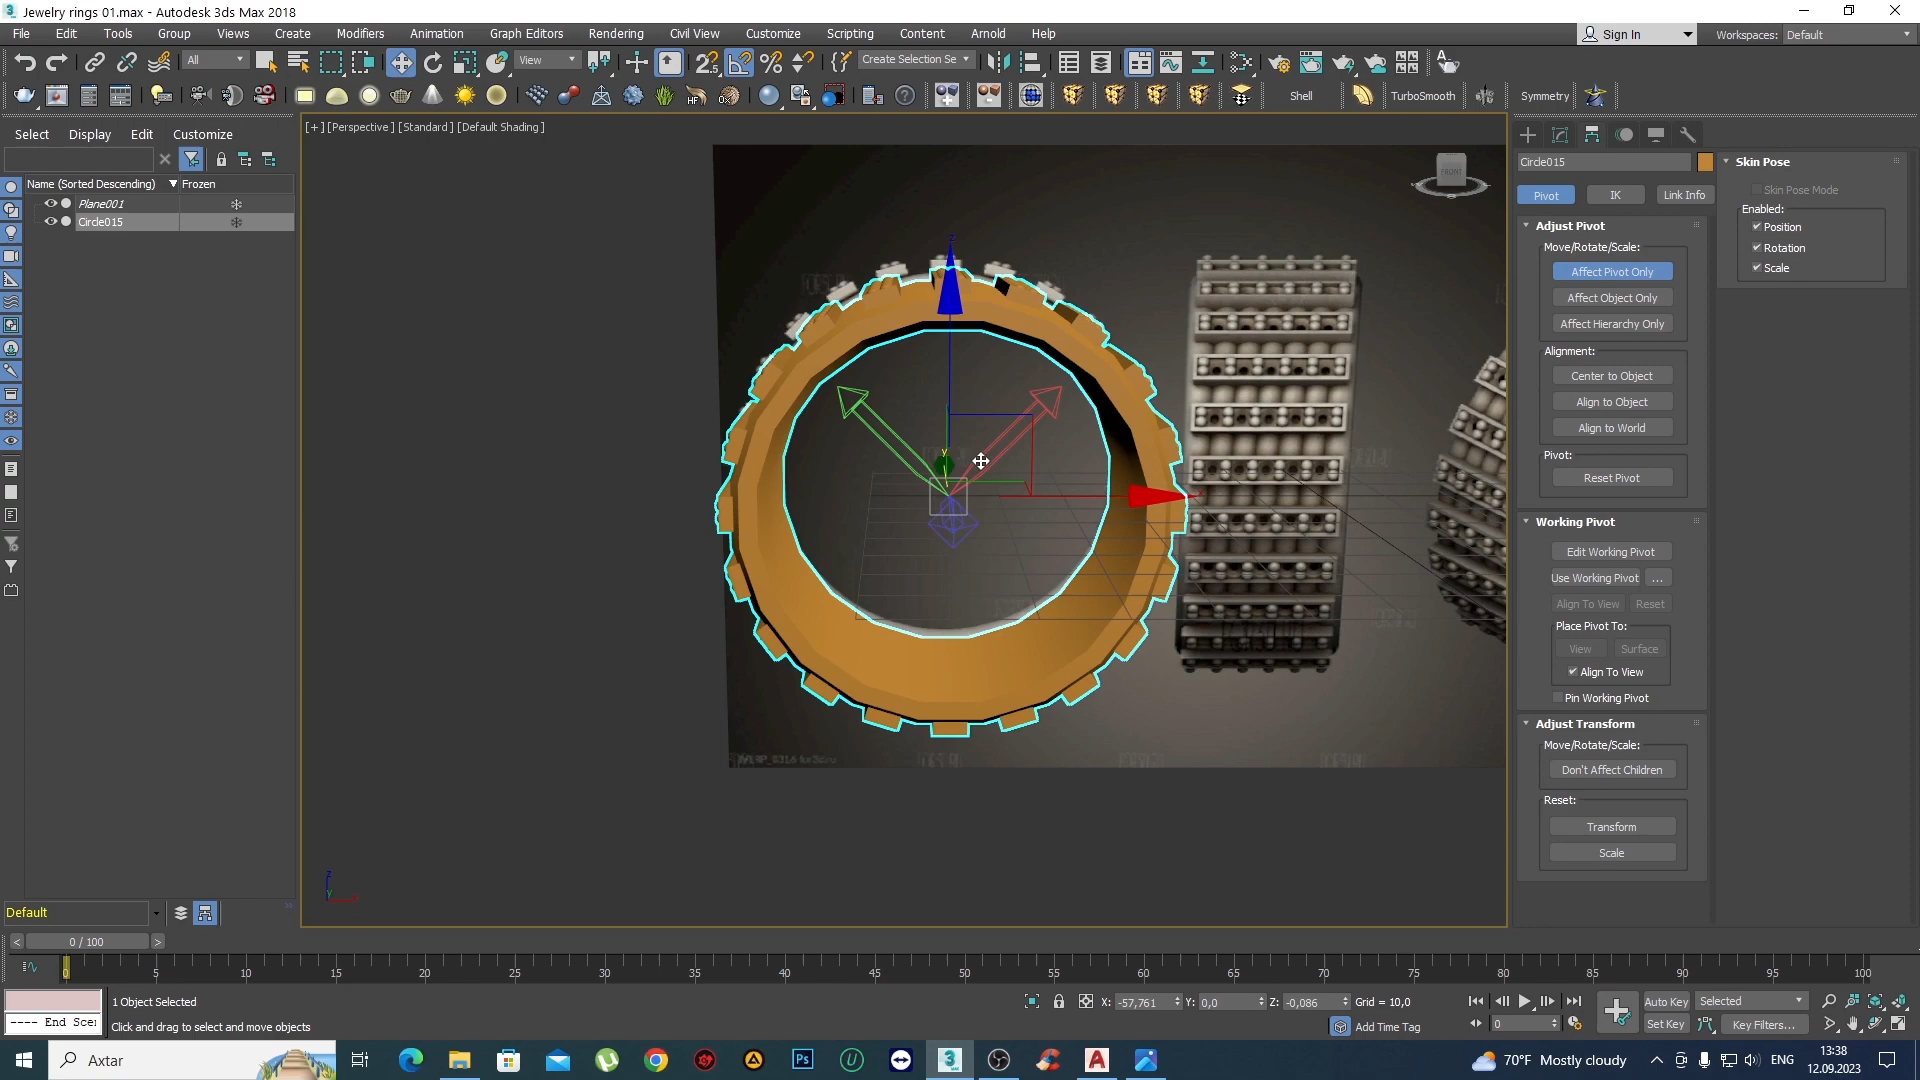 Jewelry rings 01.max - Autodesk 3ds Max 2018
File Edit Tools Group Views Create Modifiers Animation Graph Editors Rendering Civil View Customize Scripting Content Arnold Help
Sign In Workspaces: Default
All View Create Selection Se
Shell TurboSmooth Symmetry
Select Display Edit Customize
[+] [Perspective ] [Standard ] [Default Shading ]
Name (Sorted Descending) Frozen
Plane001
Circle015
FRONT
z
y
Circle015
Pivot IK Link Info
Adjust Pivot
Move/Rotate/Scale:
Affect Pivot Only
Affect Object Only
Affect Hierarchy Only
Alignment:
Center to Object
Align to Object
Align to World
Pivot:
Reset Pivot
Working Pivot
Edit Working Pivot
Use Working Pivot ...
Align To View Reset
Place Pivot To:
View Surface
Align To View
Pin Working Pivot
Adjust Transform
Move/Rotate/Scale:
Don't Affect Children
Reset:
Transform
Scale
Skin Pose
Skin Pose Mode
Enabled:
Position
Rotation
Scale
z
y
Default
< 0 / 100 >
0 5 10 15 20 25 30 35 40 45 50 55 60 65 70 75 80 85 90 95 100
1 Object Selected
X: -57,761 Y: 0,0 Z: -0,086 Grid = 10,0
Auto Key Selected
---- End Sce
Click and drag to select and move objects
Add Time Tag
0
Set Key Key Filters...
Axtar
70°F Mostly cloudy
ENG
13:38
12.09.2023